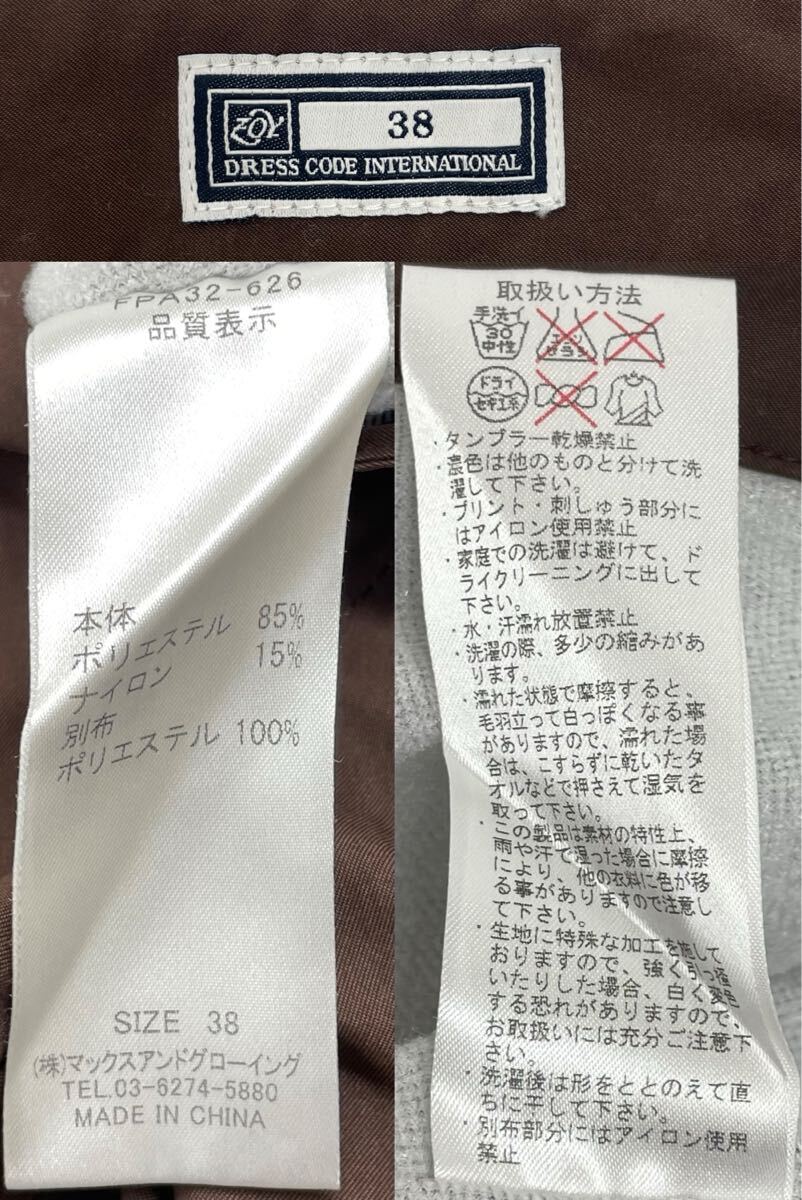 ZOY
38
DRESS CODE INTERNATIONAL
FPA32-626
品質表示
本体
ポリエステル 85%
ナイロン 15%
別布
ポリエステル 100%
SIZE 38
(株)マックスアンドグローイング
TEL.03-6274-5880
MADE IN CHINA
取扱い方法
手洗イ
30
中性
エンソ
サラシ
ドライ
セキユ系
・タンブラー乾燥禁止
・濃色は他のものと分けて洗
濯して下さい。
・プリント・刺しゅう部分に
はアイロン使用禁止
・家庭での洗濯は避けて、ド
ライクリーニングに出して
下さい。
・水・汗濡れ放置禁止
・洗濯の際、多少の縮みがあ
ります。
・濡れた状態で摩擦すると、
毛羽立って白っぽくなる事
がありますので、濡れた場
合は、こすらずに乾いたタ
オルなどで押さえて湿気を
取って下さい。
・この製品は素材の特性上、
雨や汗で湿った場合に摩擦
により、他の衣料に色が移
る事がありますので注意し
て下さい。
・生地に特殊な加工を施して
おりますので、強く引っ掻
いたりした場合、白く変色
する恐れがありますので、
お取扱いには充分ご注意下
さい。
・洗濯後は形をととのえて直
ちに干して下さい。
・別布部分にはアイロン使用
禁止